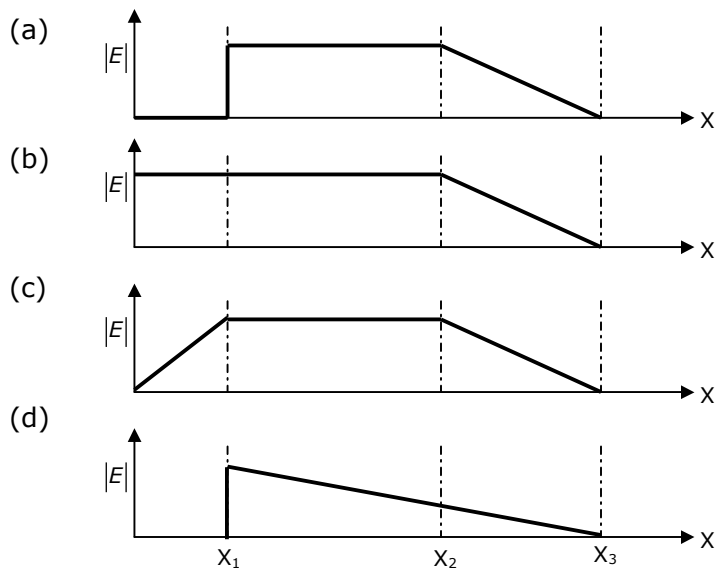 (a)
|E|
X
(b)
|E|
X
(c)
|E|
X
(d)
|E|
X
X₁ X₂ X₃